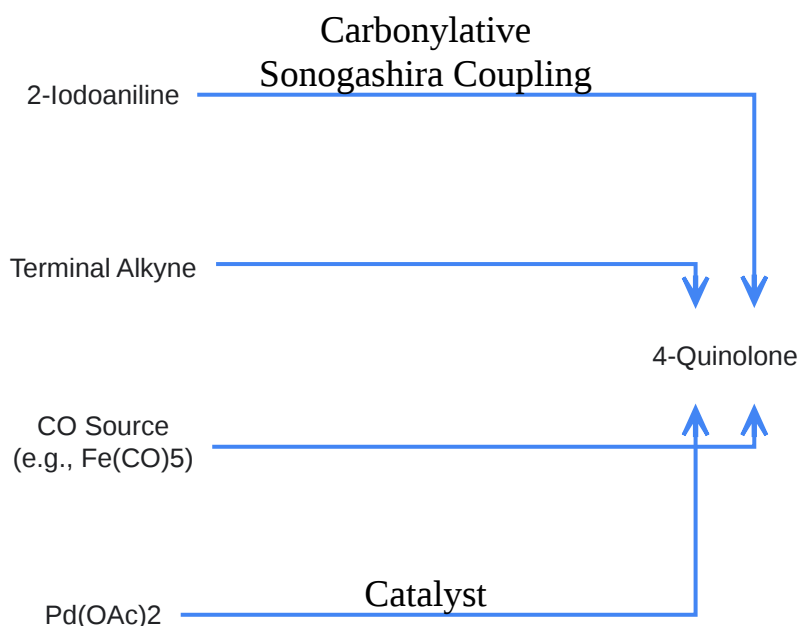 Carbonylative
Sonogashira Coupling
2-Iodoaniline
Terminal Alkyne
4-Quinolone
CO Source
(e.g., Fe(CO)5)
Catalyst
Pd(OAc)2